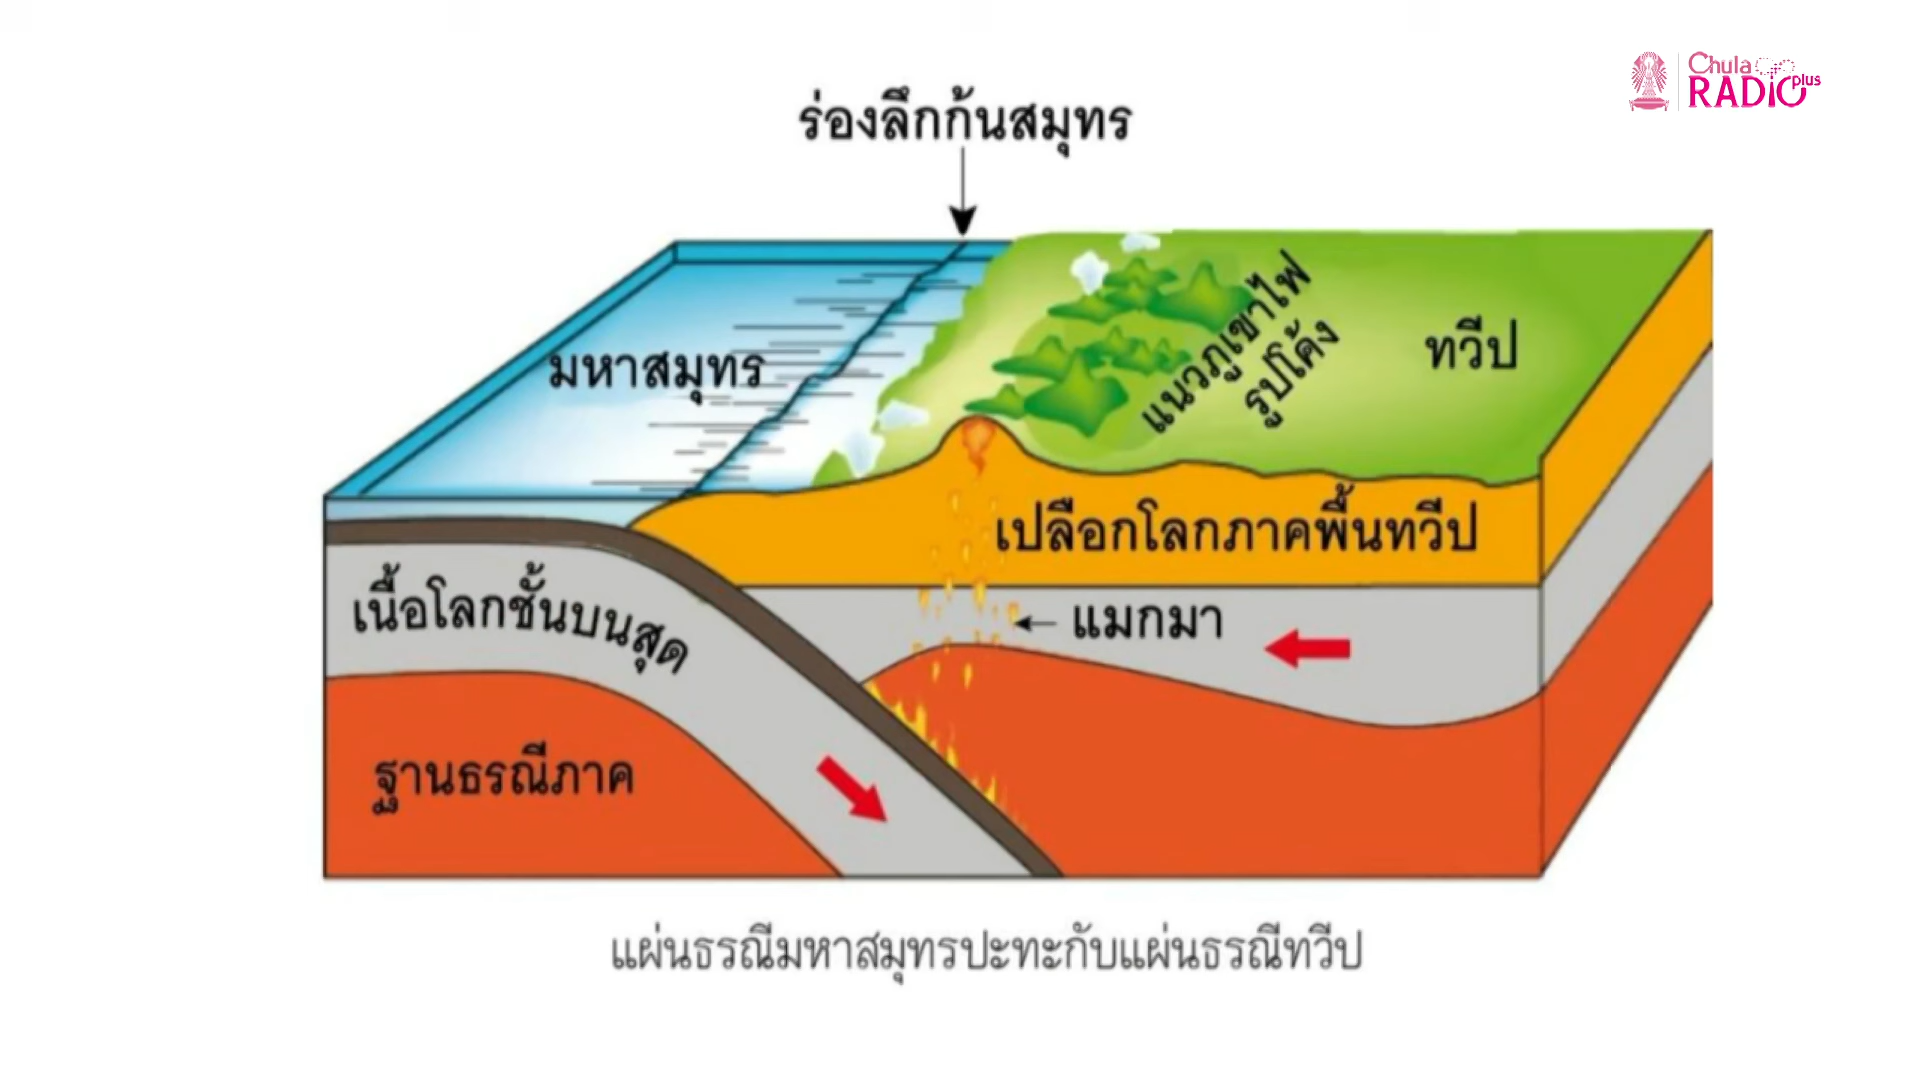 Chula
RADIO plus
ร่องลึกก้นสมุทร
มหาสมุทร
แนวภูเขาไฟ
รูปโค้ง
ทวีป
เปลือกโลกภาคพื้นทวีป
เนื้อโลกชั้นบนสุด
แมกมา
ฐานธรณีภาค
แผ่นธรณีมหาสมุทรปะทะกับแผ่นธรณีทวีป